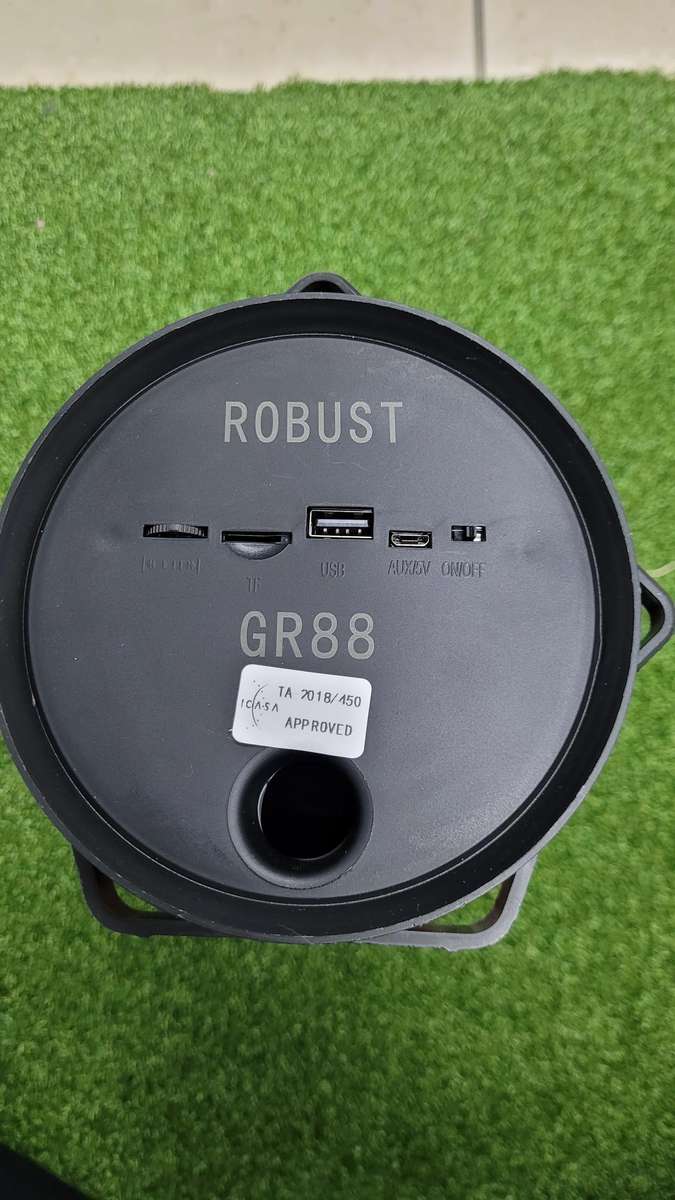 ROBUST
TF
USB
AUX/5V
ON/OFF
GR88
ICASA
TA 2018/450
APPROVED